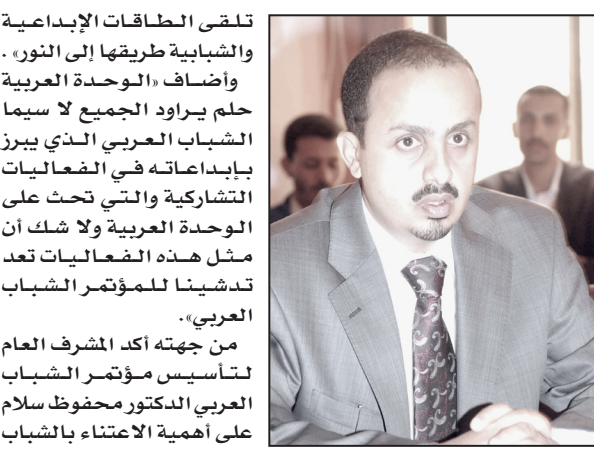 تلقى الطاقات الإبداعية
والشبابية طريقها إلى النور» .
وأضاف «الوحدة العربية
حلم يراود الجميع لا سيما
الشباب العربي الذي يبرز
بإبداعاته في الفعاليات
التشاركية والتي تحث على
الوحدة العربية ولا شك أن
مثل هذه الفعاليات تعد
تدشينا للمؤتمر الشباب
العربي».
من جهته أكد المشرف العام
لتأسيس مؤتمر الشباب
العربي الدكتور محفوظ سلام
على أهمية الاعتناء بالشباب